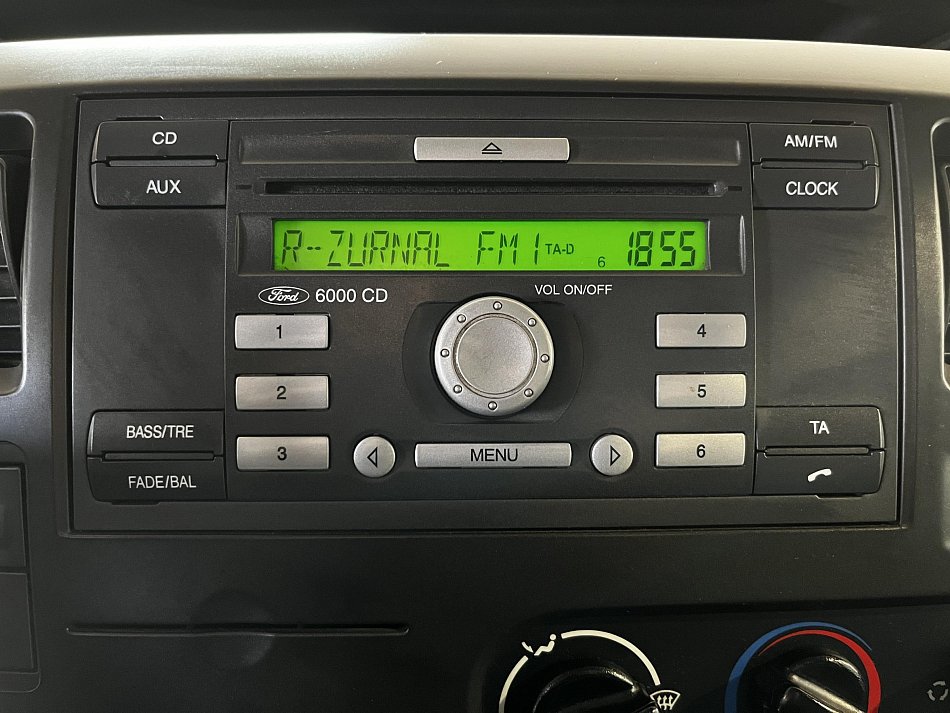 CD
AUX
AM/FM
CLOCK
R-ZURNAL FM1 TA-D 6 1855
Ford 6000 CD
VOL ON/OFF
1
2
3
4
5
6
BASS/TRE
FADE/BAL
MENU
TA